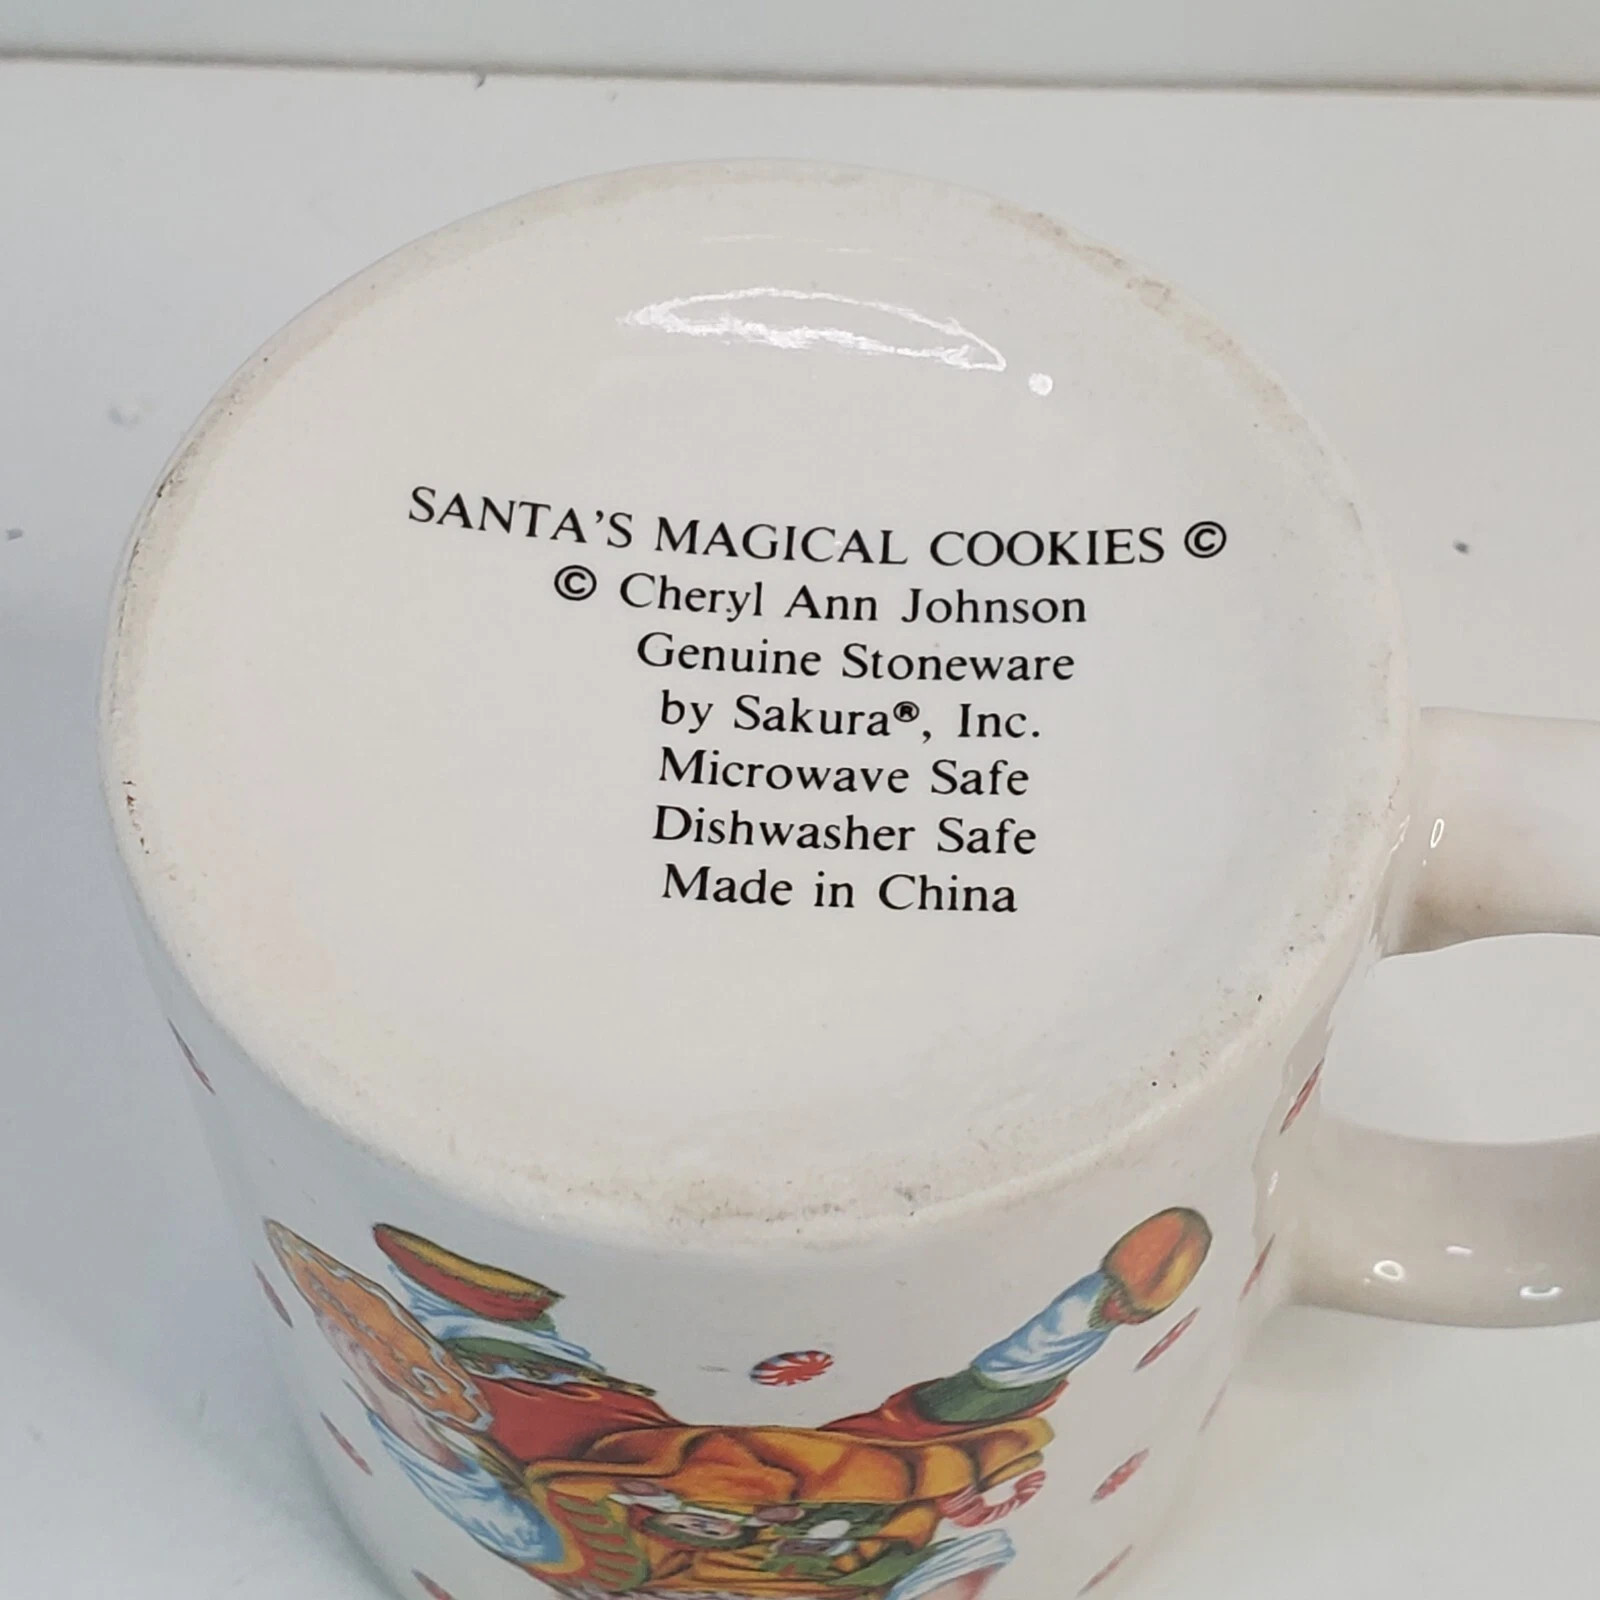 SANTA'S MAGICAL COOKIES ©
© Cheryl Ann Johnson
Genuine Stoneware
by Sakura®, Inc.
Microwave Safe
Dishwasher Safe
Made in China